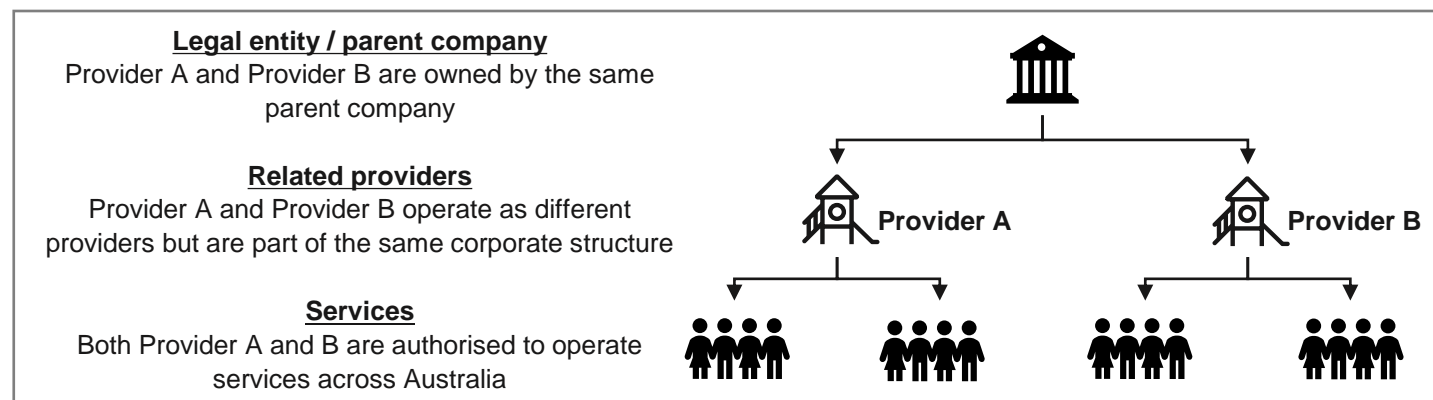 Legal entity / parent company
Provider A and Provider B are owned by the same
parent company
Related providers
Provider A and Provider B operate as different
providers but are part of the same corporate structure
Services
Both Provider A and B are authorised to operate
services across Australia
Provider A
Provider B